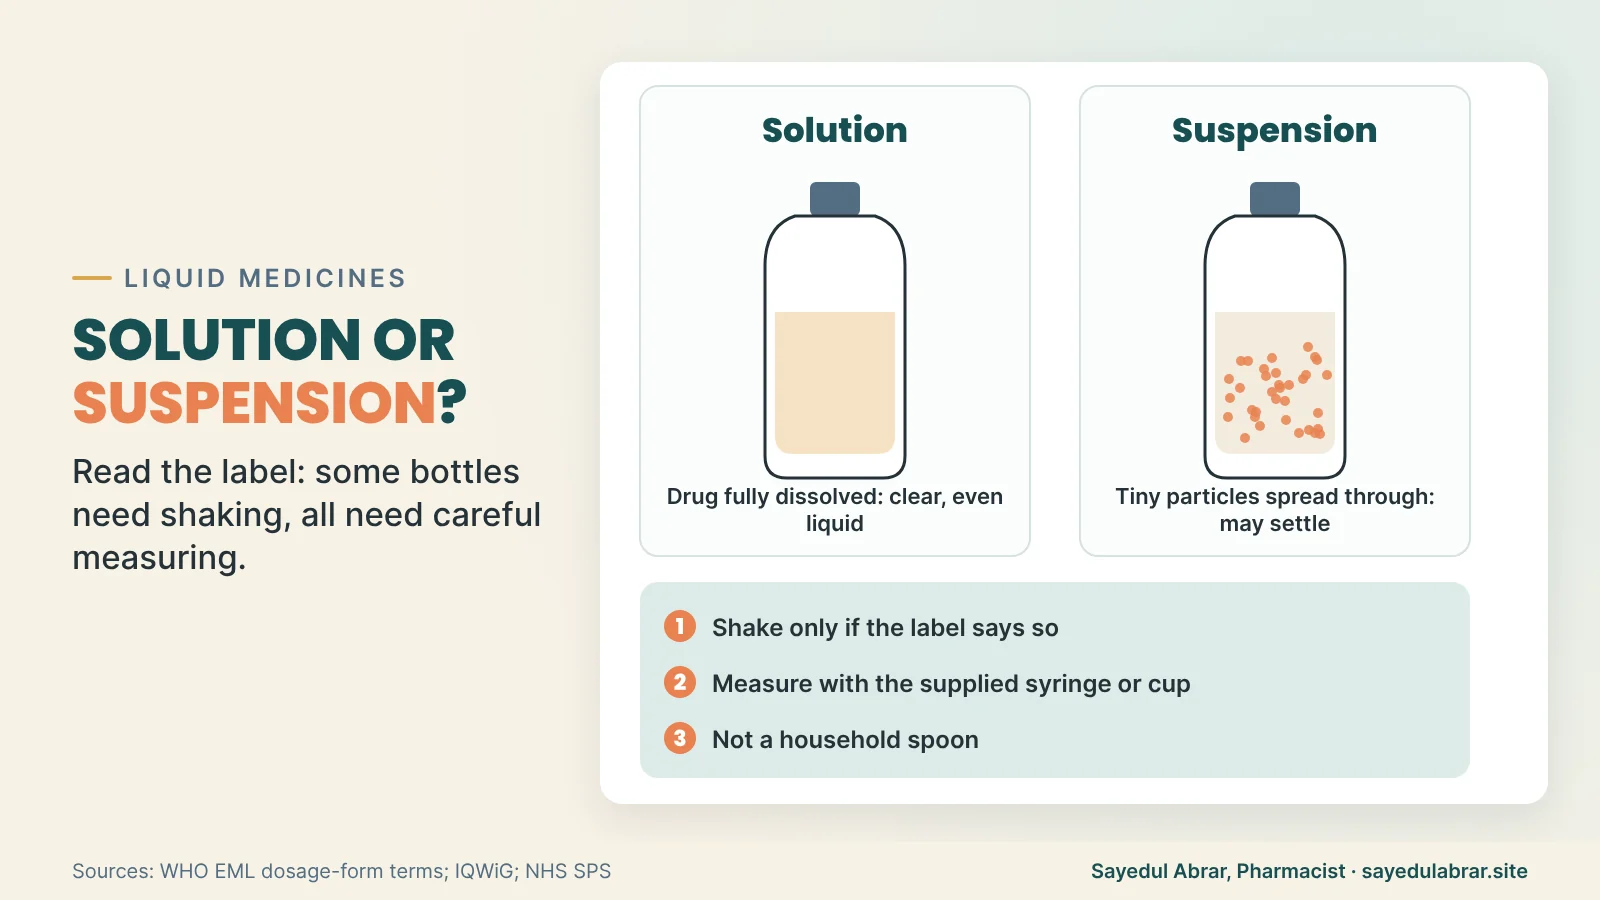 LIQUID MEDICINES
SOLUTION OR
SUSPENSION?
Read the label: some bottles
need shaking, all need careful
measuring.
Solution
Drug fully dissolved: clear, even
liquid
Suspension
Tiny particles spread through:
may settle
1 Shake only if the label says so
2 Measure with the supplied syringe or cup
3 Not a household spoon
Sources: WHO EML dosage-form terms; IQWiG; NHS SPS
Sayedul Abrar, Pharmacist · sayedulabrar.site